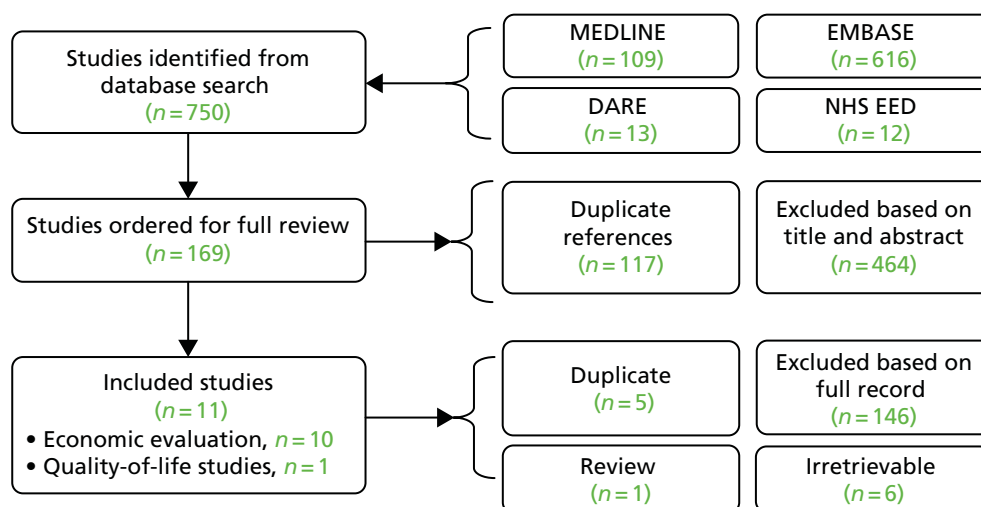 Studies identified from
database search
(n=750)
MEDLINE
(n=109)
EMBASE
(n=616)
DARE
(n=13)
NHS EED
(n=12)
Studies ordered for full review
(n=169)
Duplicate
references
(n=117)
Excluded based on
title and abstract
(n=464)
Included studies
(n=11)
• Economic evaluation, n=10
• Quality-of-life studies, n=1
Duplicate
(n=5)
Excluded based on
full record
(n=146)
Review
(n=1)
Irretrievable
(n=6)